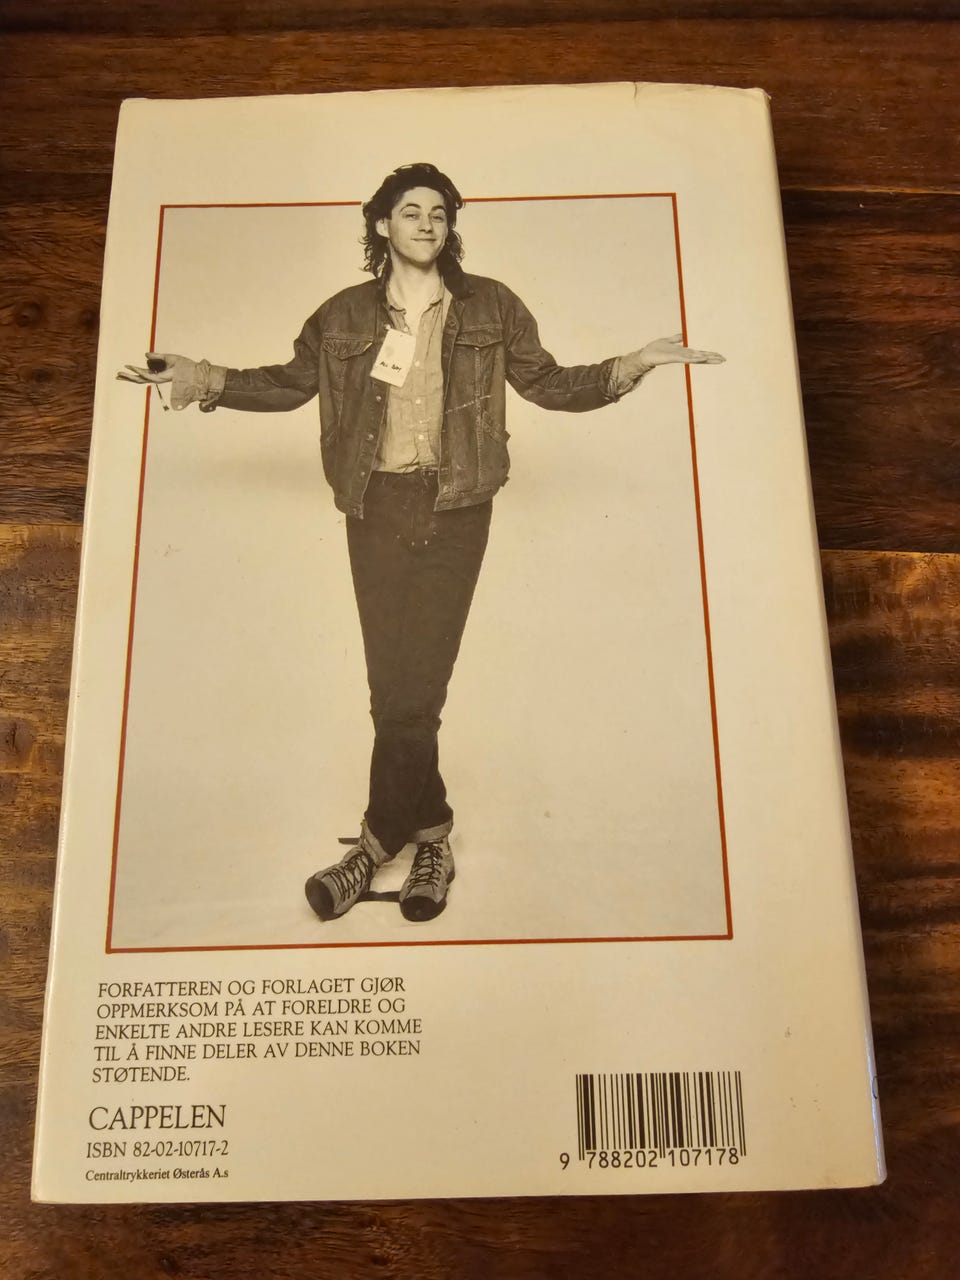 FORFATTEREN OG FORLAGET GJØR
OPPMERKSOM PÅ AT FORELDRE OG
ENKELTE ANDRE LESERE KAN KOMME
TIL Å FINNE DELER AV DENNE BOKEN
STØTENDE.
CAPPELEN
ISBN 82-02-10717-2
Centraltrykkeriet Østerås A.s
9 788202 107178